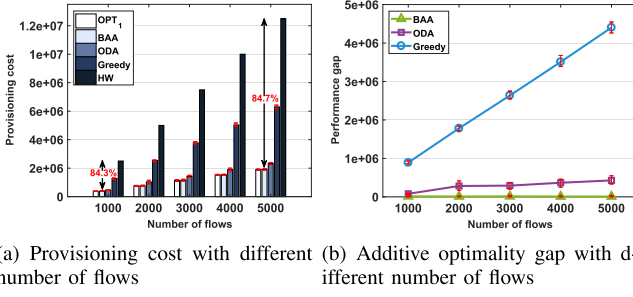 OPT1
BAA
ODA
Greedy
HW
1.2e+07
1e+07
8e+06
6e+06
4e+06
2e+06
0
Provisioning cost
84.3%
84.7%
1000 2000 3000 4000 5000
Number of flows
(a) Provisioning cost with different
number of flows
BAA
ODA
Greedy
5e+06
4e+06
3e+06
2e+06
1e+06
0
Performance gap
1000 2000 3000 4000 5000
Number of flows
(b) Additive optimality gap with d-
ifferent number of flows